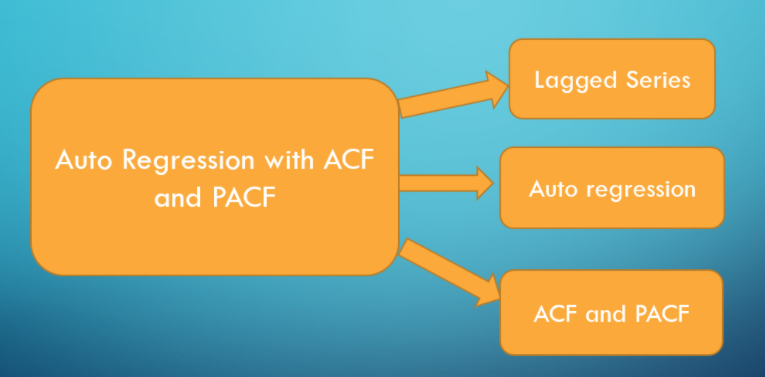 Auto Regression with ACF
and PACF
Lagged Series
Auto regression
ACF and PACF